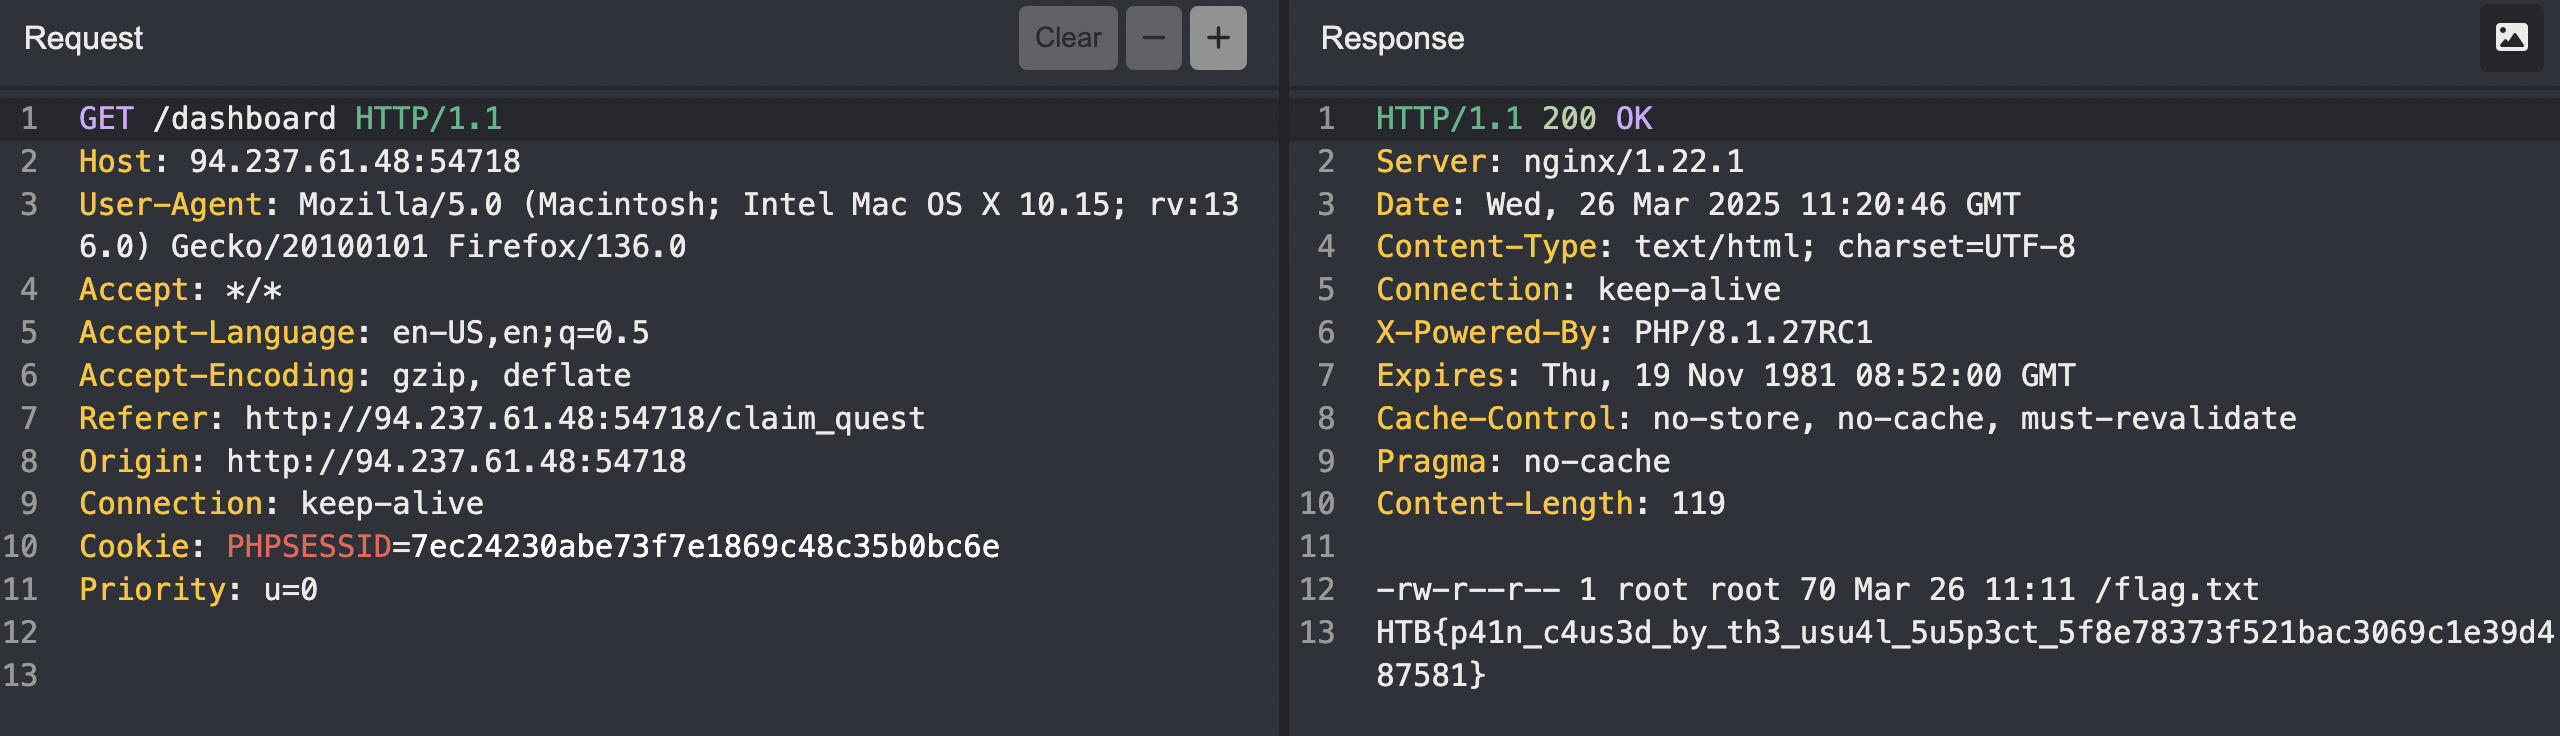 Request
Clear
−
+
1 GET /dashboard HTTP/1.1
2 Host: 94.237.61.48:54718
3 User-Agent: Mozilla/5.0 (Macintosh; Intel Mac OS X 10.15; rv:13
6.0) Gecko/20100101 Firefox/136.0
4 Accept: */*
5 Accept-Language: en-US,en;q=0.5
6 Accept-Encoding: gzip, deflate
7 Referer: http://94.237.61.48:54718/claim_quest
8 Origin: http://94.237.61.48:54718
9 Connection: keep-alive
10 Cookie: PHPSESSID=7ec24230abe73f7e1869c48c35b0bc6e
11 Priority: u=0
12
13
Response
1 HTTP/1.1 200 OK
2 Server: nginx/1.22.1
3 Date: Wed, 26 Mar 2025 11:20:46 GMT
4 Content-Type: text/html; charset=UTF-8
5 Connection: keep-alive
6 X-Powered-By: PHP/8.1.27RC1
7 Expires: Thu, 19 Nov 1981 08:52:00 GMT
8 Cache-Control: no-store, no-cache, must-revalidate
9 Pragma: no-cache
10 Content-Length: 119
11
12 -rw-r--r-- 1 root root 70 Mar 26 11:11 /flag.txt
13 HTB{p41n_c4us3d_by_th3_usu4l_5u5p3ct_5f8e78373f521bac3069c1e39d4
87581}